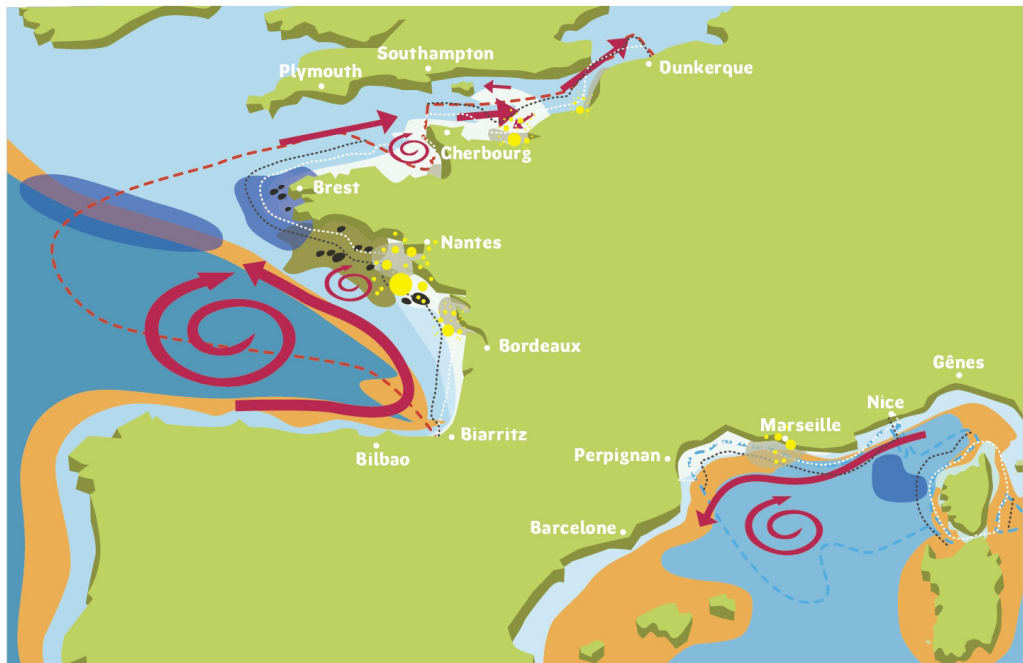 Southampton
Plymouth
Dunkerque
Cherbourg
Brest
Nantes
Bordeaux
Gênes
Nice
Marseille
Biarritz
Perpignan
Bilbao
Barcelone